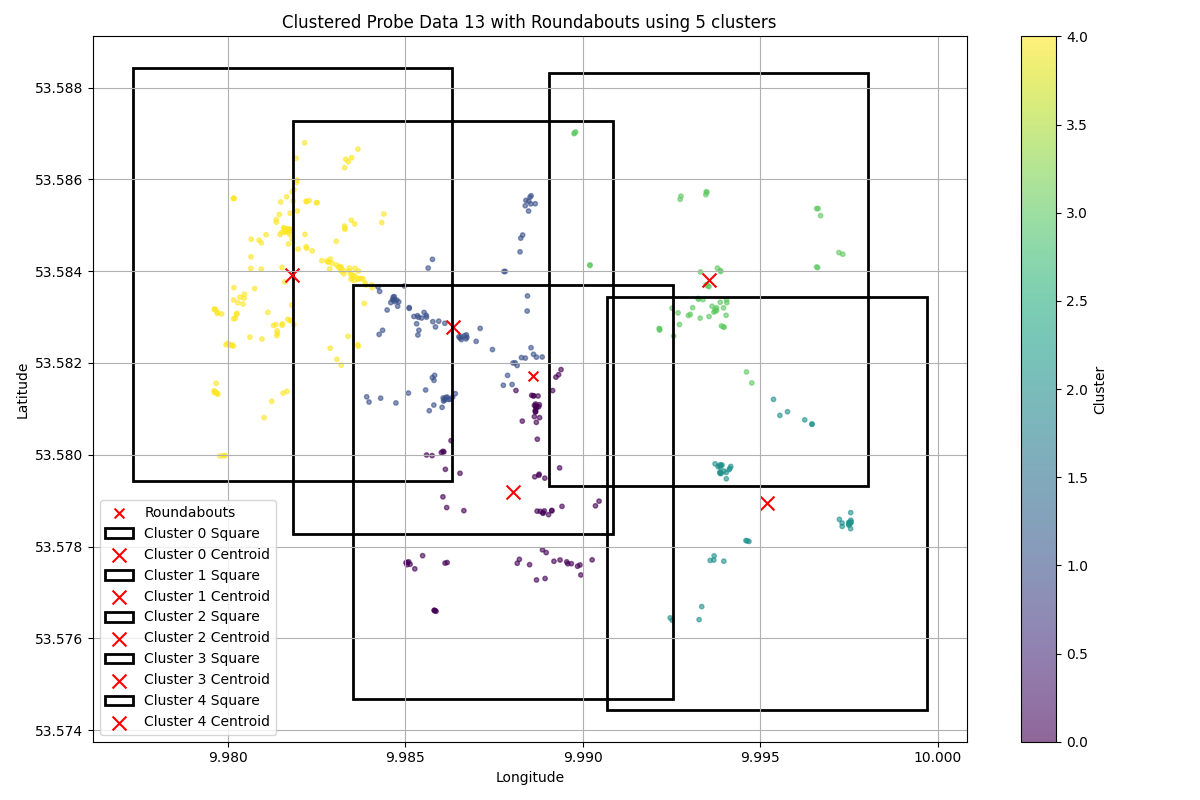 Clustered Probe Data 13 with Roundabouts using 5 clusters
53.588
53.586
53.584
53.582
53.580
53.578
53.576
53.574
Latitude
9.980
9.985
9.990
9.995
10.000
Longitude
Roundabouts
Cluster 0 Square
Cluster 0 Centroid
Cluster 1 Square
Cluster 1 Centroid
Cluster 2 Square
Cluster 2 Centroid
Cluster 3 Square
Cluster 3 Centroid
Cluster 4 Square
Cluster 4 Centroid
4.0
3.5
3.0
2.5
2.0
1.5
1.0
0.5
0.0
Cluster